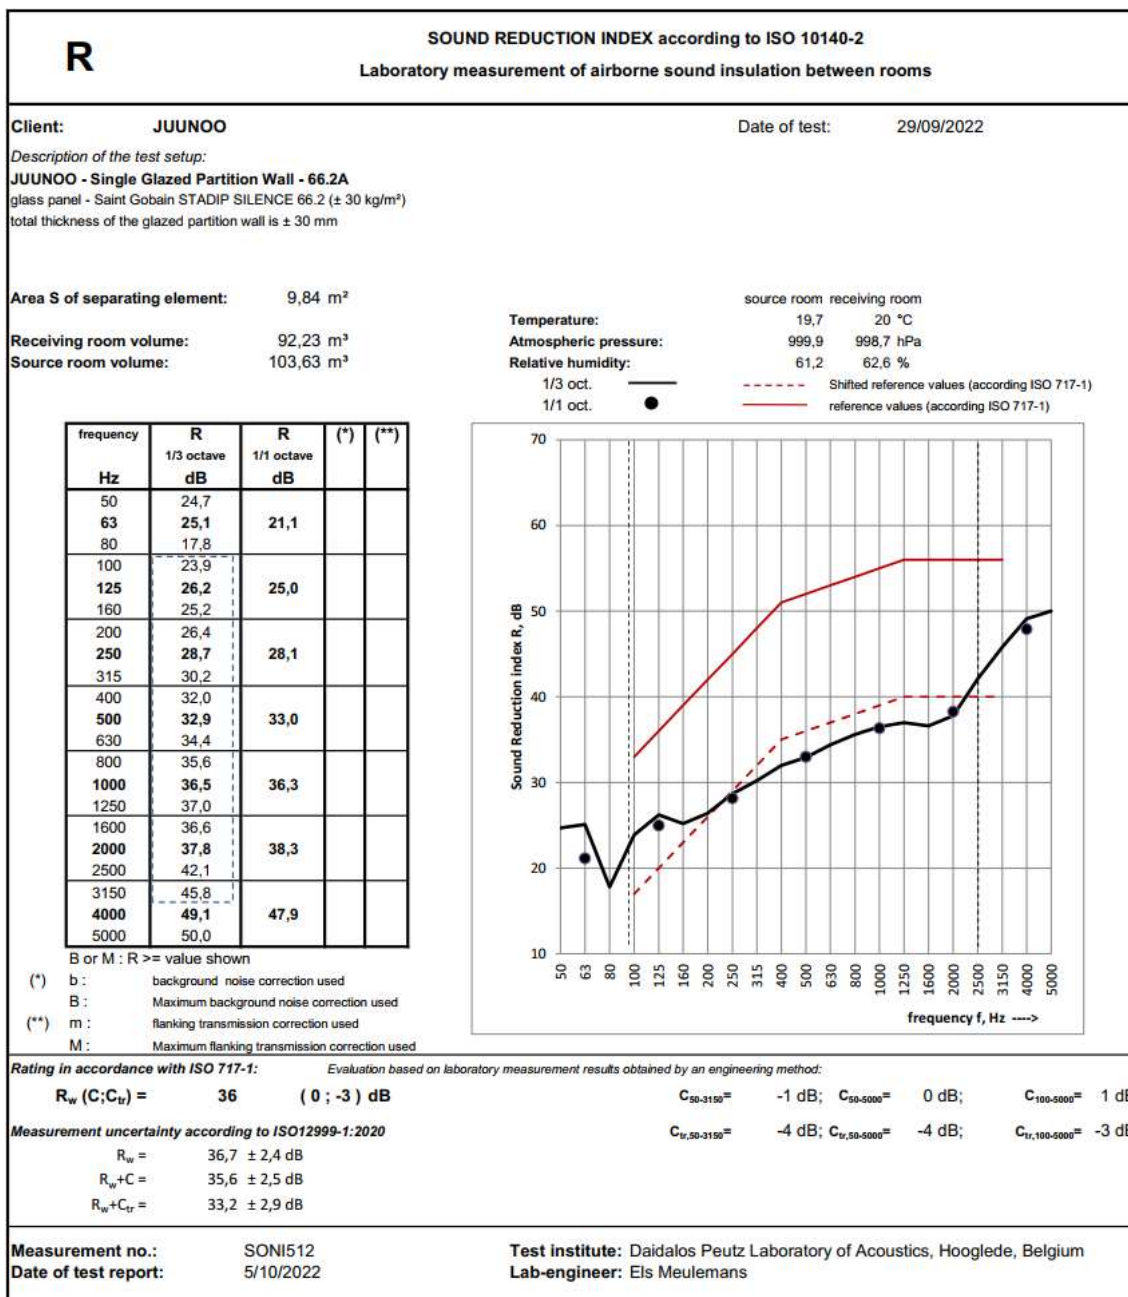 R
SOUND REDUCTION INDEX according to ISO 10140-2
Laboratory measurement of airborne sound insulation between rooms
Client: JUUNOO Date of test: 29/09/2022
Description of the test setup:
JUUNOO - Single Glazed Partition Wall - 66.2A
glass panel - Saint Gobain STADIP SILENCE 66.2 (± 30 kg/m²)
total thickness of the glazed partition wall is ± 30 mm
Area S of separating element: 9,84 m²
Receiving room volume: 92,23 m³
Source room volume: 103,63 m³
source room receiving room
Temperature: 19,7 20 °C
Atmospheric pressure: 999,9 998,7 hPa
Relative humidity: 61,2 62,6 %
1/3 oct. Shifted reference values (according ISO 717-1)
1/1 oct. reference values (according ISO 717-1)
frequency R R (*) (**)
1/3 octave 1/1 octave
Hz dB dB
50 24,7
63 25,1 21,1
80 17,8
100 23,9
125 26,2 25,0
160 25,2
200 26,4
250 28,7 28,1
315 30,2
400 32,0
500 32,9 33,0
630 34,4
800 35,6
1000 36,5 36,3
1250 37,0
1600 36,6
2000 37,8 38,3
2500 42,1
3150 45,8
4000 49,1 47,9
5000 50,0
B or M : R >= value shown
(*) b : background noise correction used
B : Maximum background noise correction used
(**) m : flanking transmission correction used
M : Maximum flanking transmission correction used
Sound Reduction index R, dB
70
60
50
40
30
20
10
50 63 80 100 125 160 200 250 315 400 500 630 800 1000 1250 1600 2000 2500 3150 4000 5000
frequency f, Hz ---->
Rating in accordance with ISO 717-1: Evaluation based on laboratory measurement results obtained by an engineering method:
Rw (C;Ctr) = 36 ( 0 ; -3 ) dB C50-3150= -1 dB; C50-5000= 0 dB; C100-5000= 1 dB
Measurement uncertainty according to ISO12999-1:2020 Ctr,50-3150= -4 dB; Ctr,50-5000= -4 dB; Ctr,100-5000= -3 dB
Rw = 36,7 ± 2,4 dB
Rw+C = 35,6 ± 2,5 dB
Rw+Ctr = 33,2 ± 2,9 dB
Measurement no.: SONI512 Test institute: Daidalos Peutz Laboratory of Acoustics, Hooglede, Belgium
Date of test report: 5/10/2022 Lab-engineer: Els Meulemans